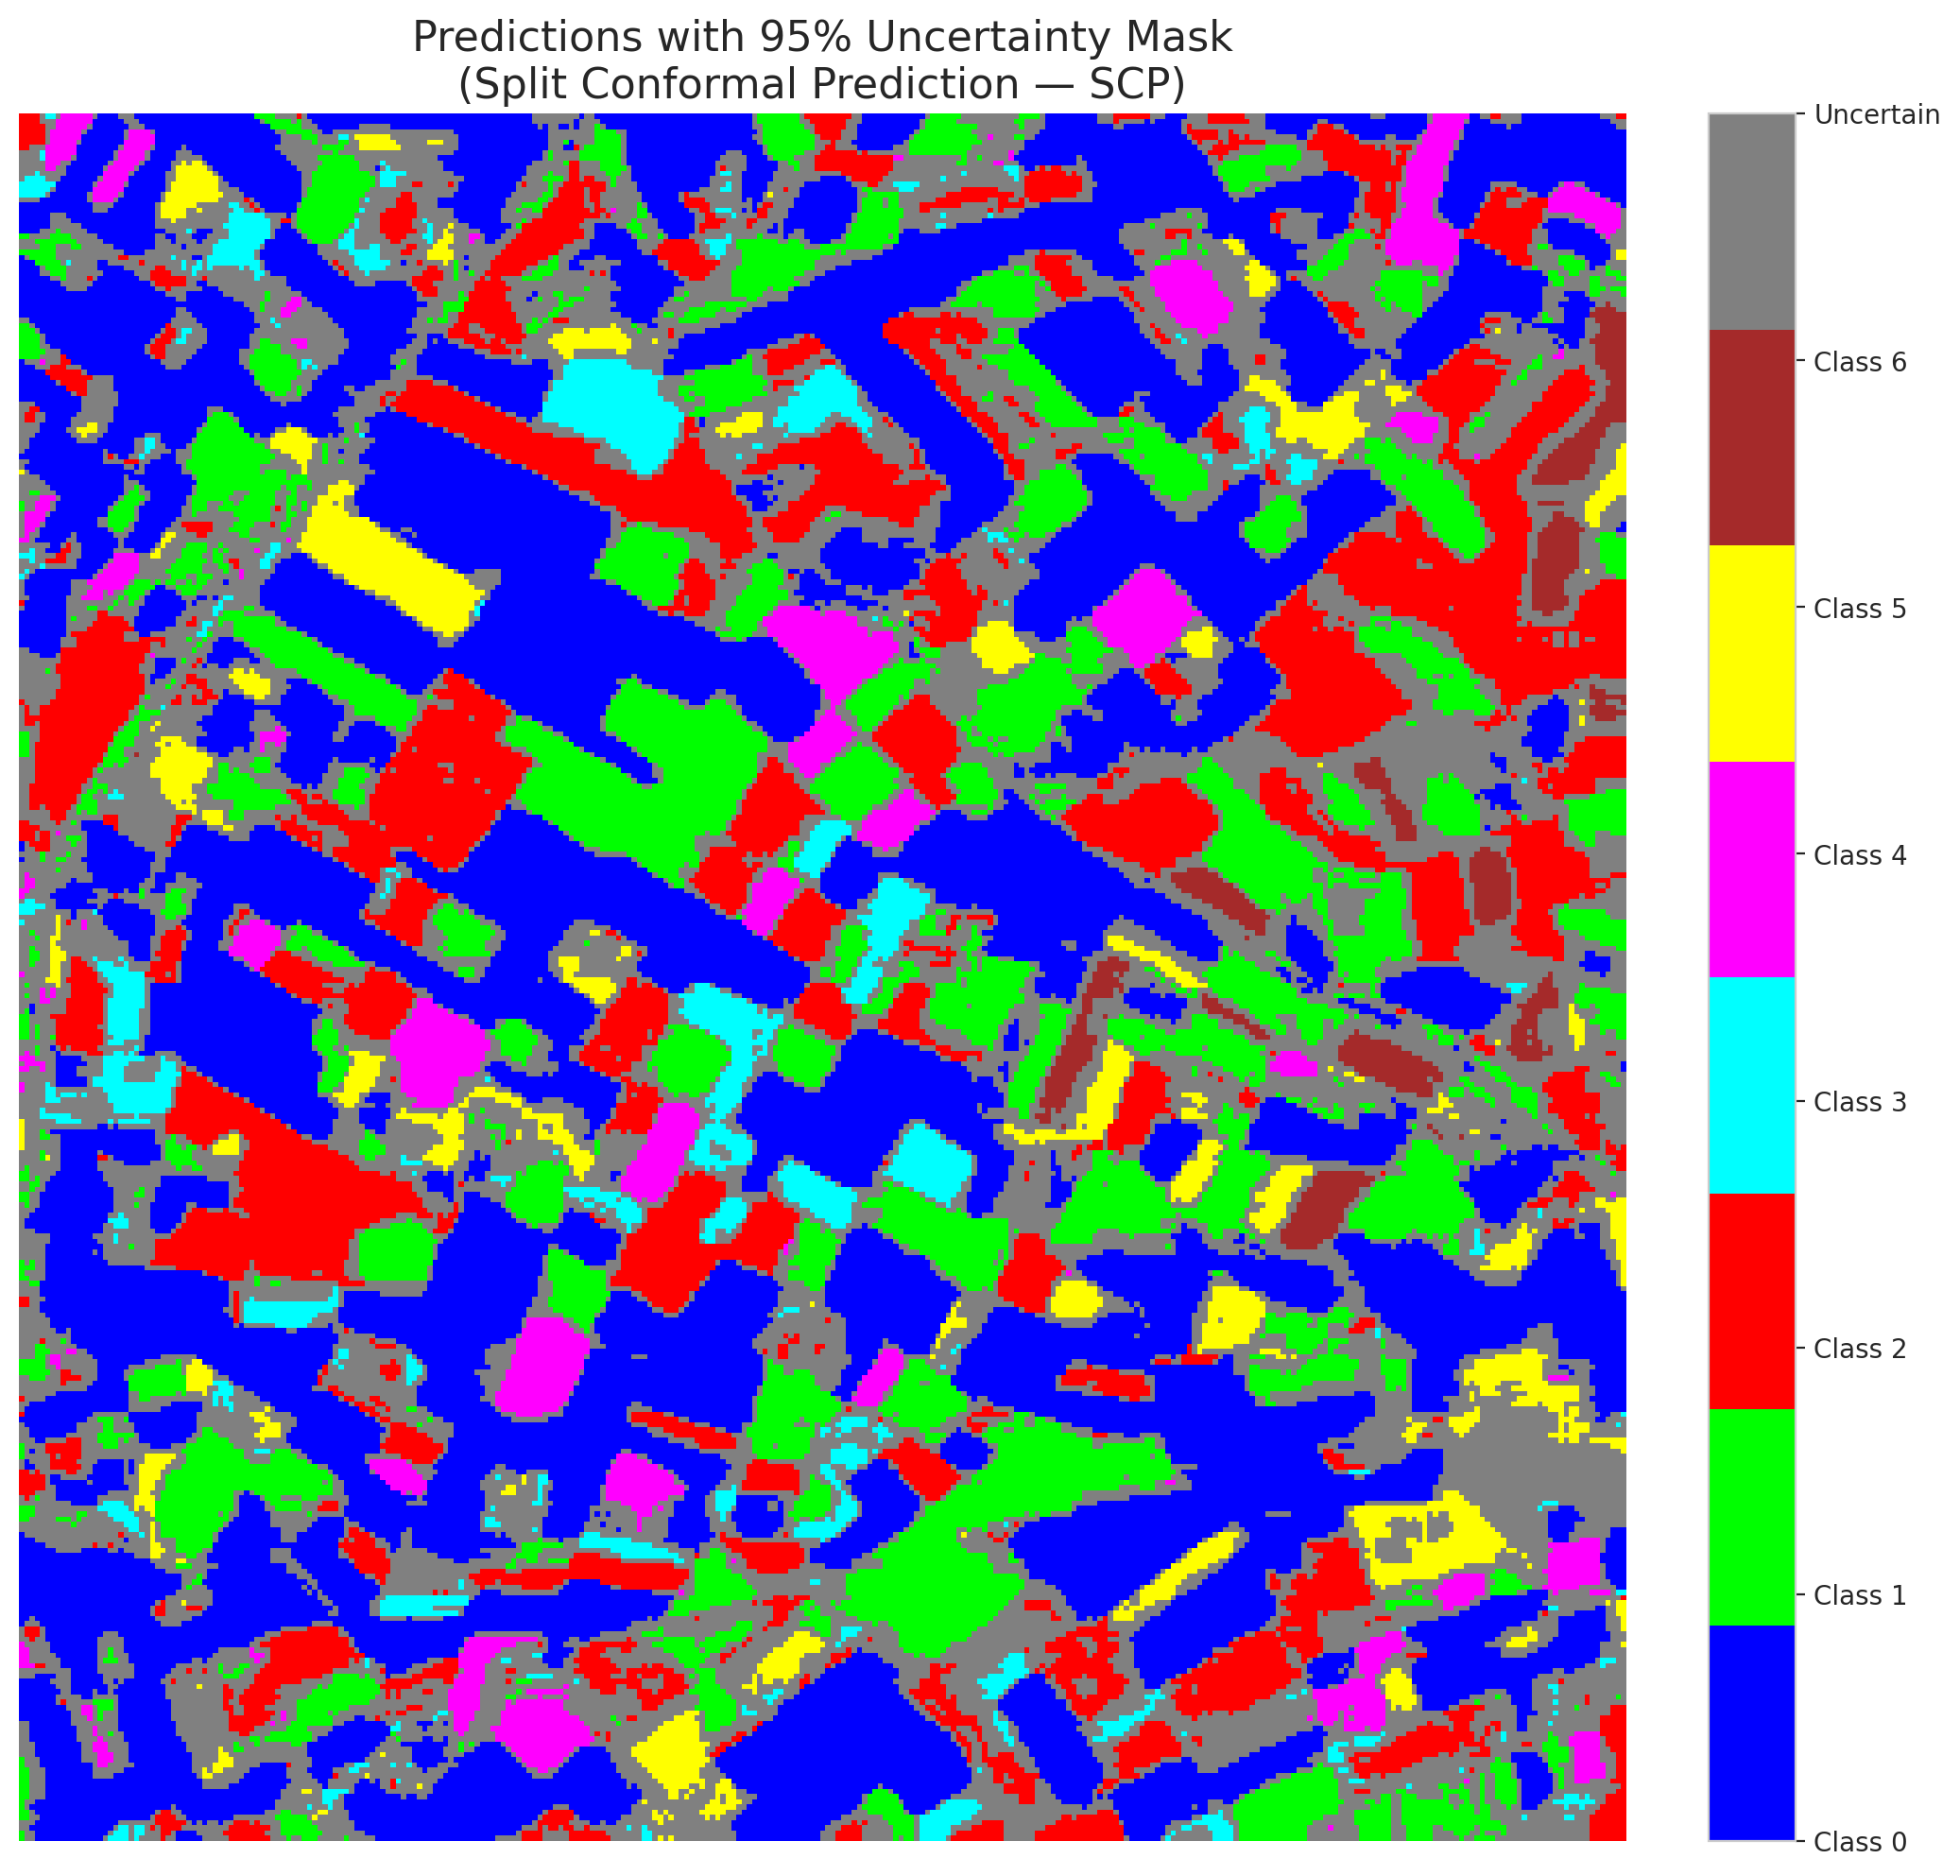 Predictions with 95% Uncertainty Mask
(Split Conformal Prediction — SCP)
Uncertain
Class 6
Class 5
Class 4
Class 3
Class 2
Class 1
Class 0